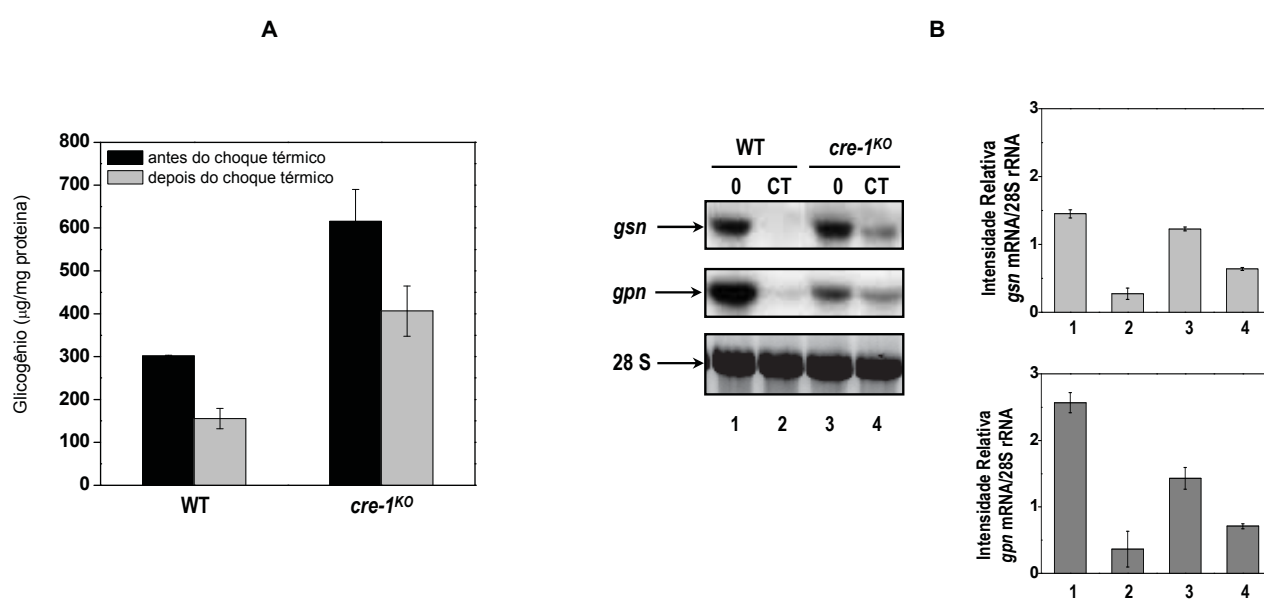 A
B
Glicogênio (µg/mg proteina)
800
700
600
500
400
300
200
100
0
antes do choque térmico
depois do choque térmico
WT
cre-1KO
WT
cre-1KO
0 CT 0 CT
gsn
gpn
28 S
1 2 3 4
Intensidade Relativa
gsn mRNA/28S rRNA
3
2
1
0
1 2 3 4
Intensidade Relativa
gpn mRNA/28S rRNA
3
2
1
0
1 2 3 4